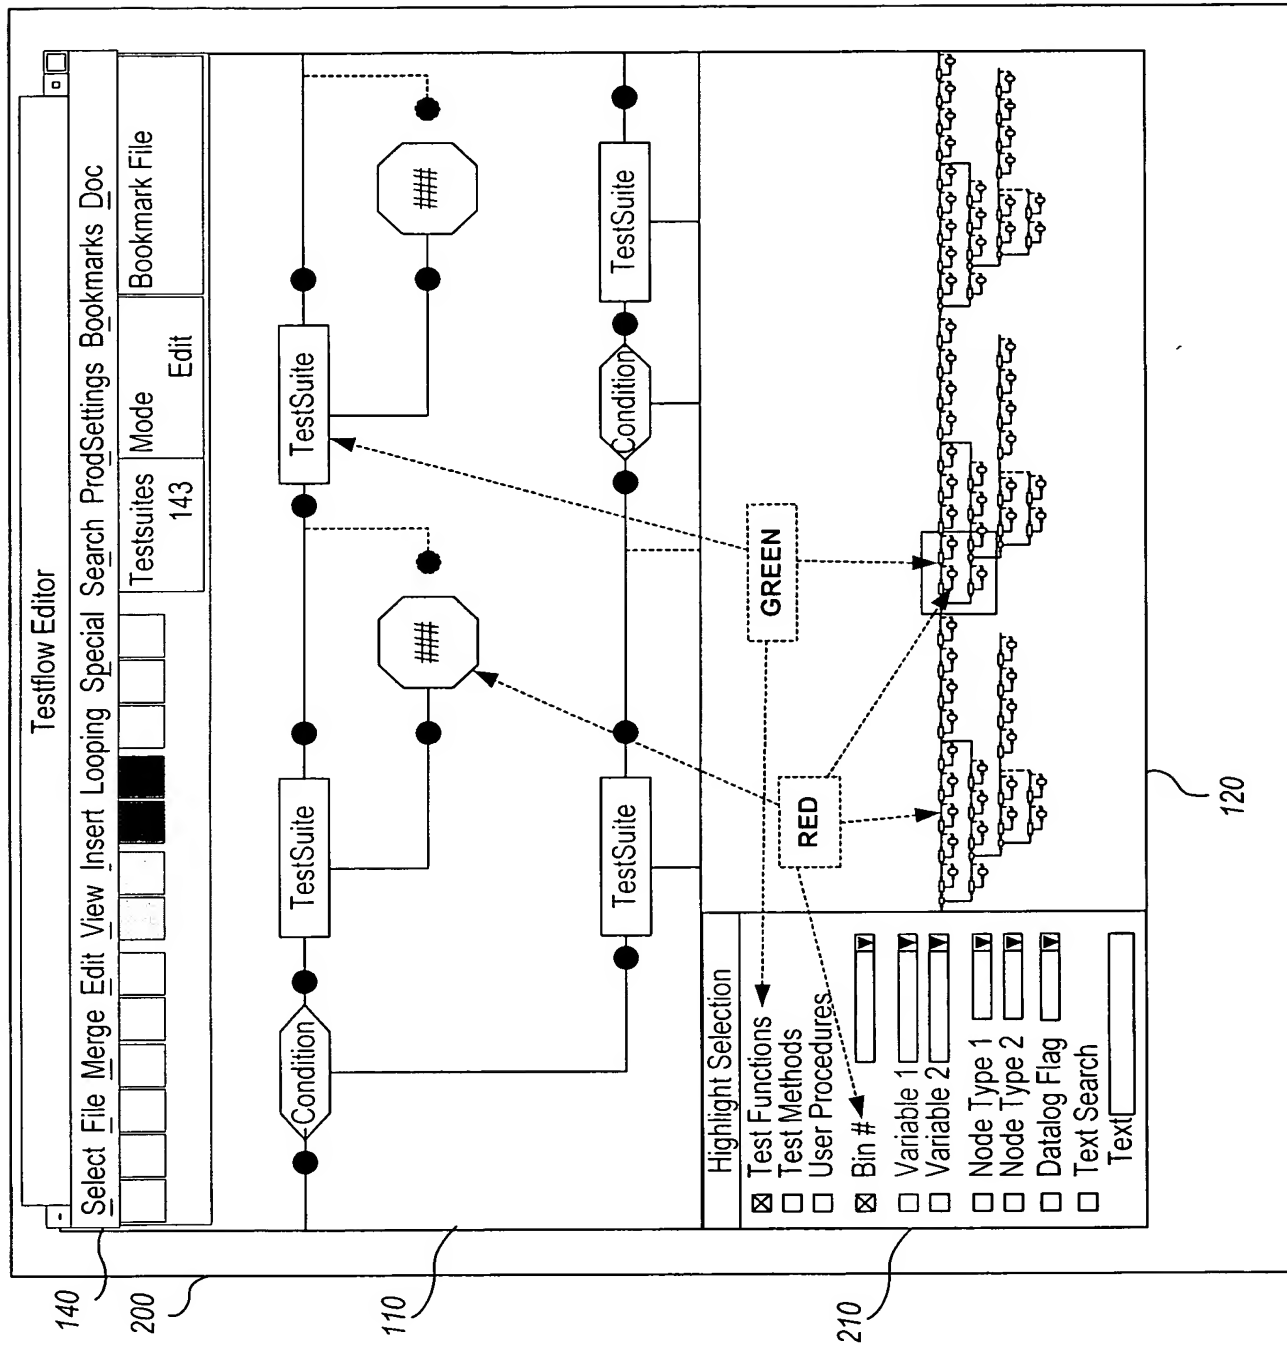 Testflow Editor
Select File Merge Edit View Insert Looping Special Search ProdSettings Bookmarks Doc
Testsuites
143
Mode
Edit
Bookmark File
Condition
TestSuite
TestSuite
###
###
TestSuite
Condition
TestSuite
Highlight Selection
Test Functions
Test Methods
User Procedures
Bin #
Variable 1
Variable 2
Node Type 1
Node Type 2
Datalog Flag
Text Search
Text
RED
GREEN
140
200
110
210
120